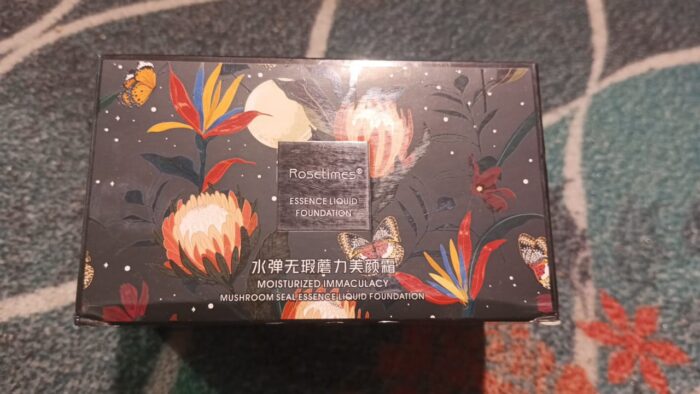 Rosetimes®
ESSENCE LIQUID
FOUNDATION
水弹无瑕蘑力美颜霜
MOISTURIZED IMMACULACY
MUSHROOM SEAL ESSENCE LIQUID FOUNDATION